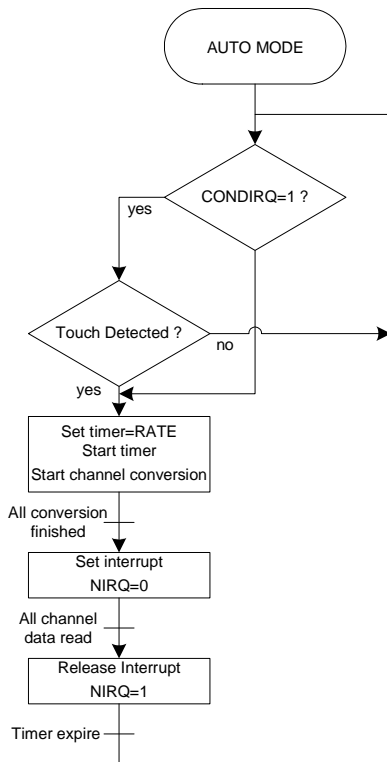 AUTO MODE
CONDIRQ=1 ?
yes
Touch Detected ?
no
yes
Set timer=RATE
Start timer
Start channel conversion
All conversion
finished
Set interrupt
NIRQ=0
All channel
data read
Release Interrupt
NIRQ=1
Timer expire